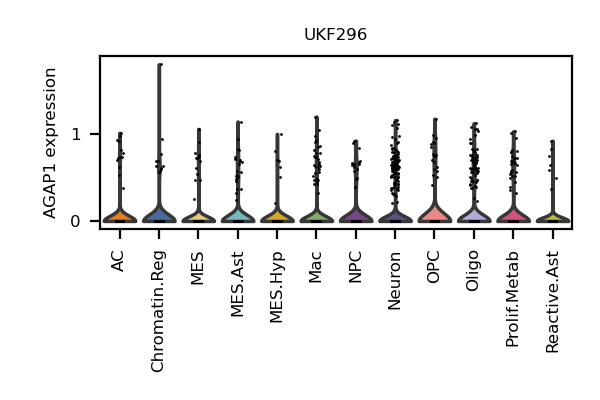 UKF296
AGAP1 expression
1
0
AC
Chromatin.Reg
MES
MES.Ast
MES.Hyp
Mac
NPC
Neuron
OPC
Oligo
Prolif.Metab
Reactive.Ast